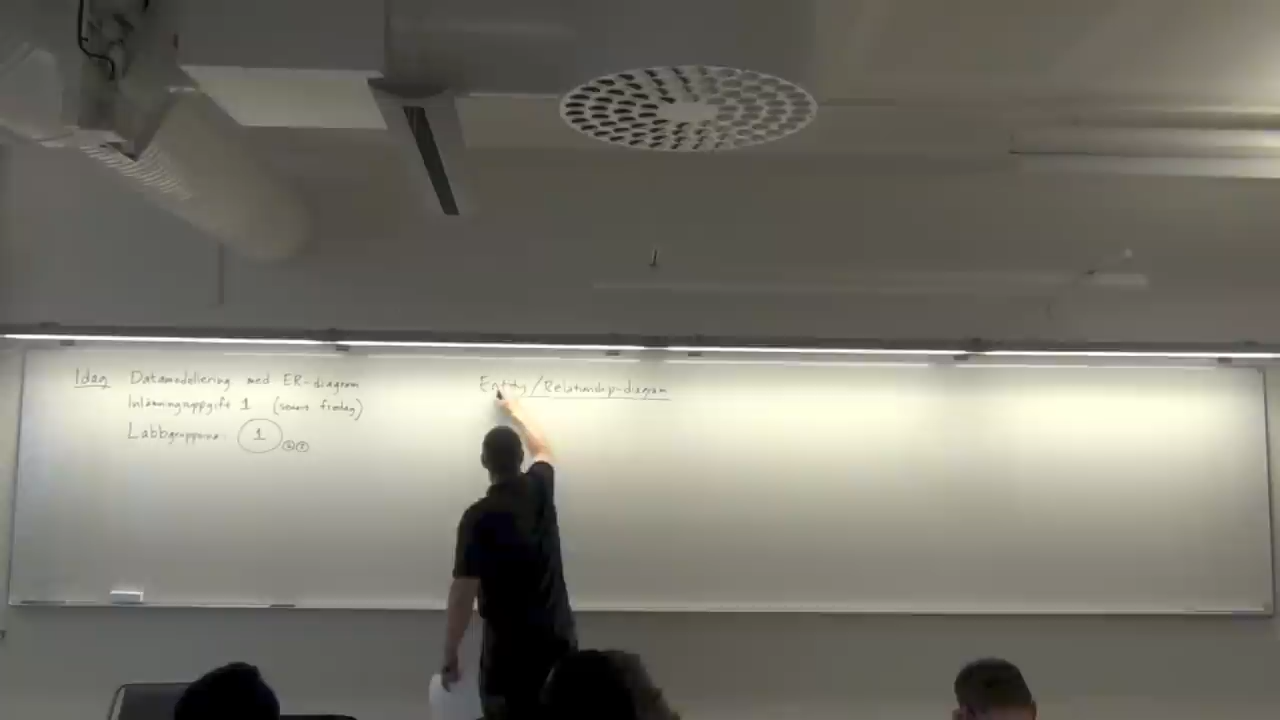 Idag Datamodellering med ER-diagram
Inlämningsuppgift 1 (senast fredag)
Labbgrupperna: 1
Entity/Relationship-diagram